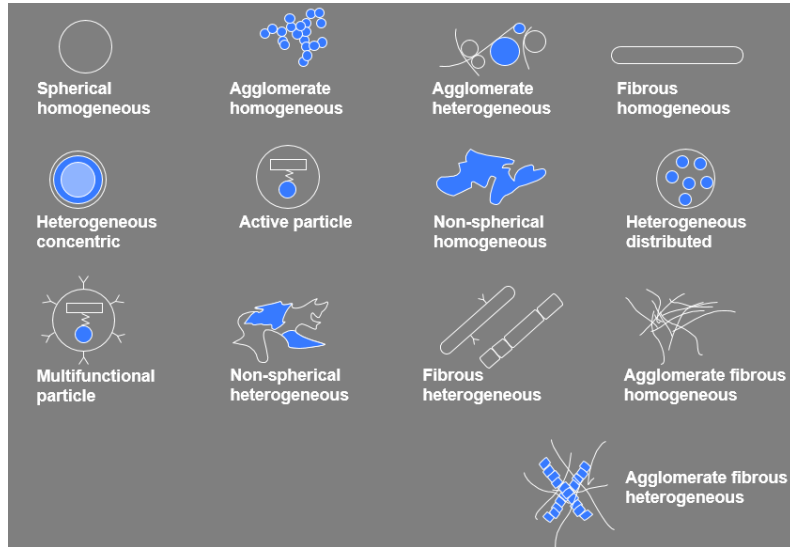 Spherical
homogeneous
Agglomerate
homogeneous
Agglomerate
heterogeneous
Fibrous
homogeneous
Heterogeneous
concentric
Active particle
Non-spherical
homogeneous
Heterogeneous
distributed
Multifunctional
particle
Non-spherical
heterogeneous
Fibrous
heterogeneous
Agglomerate fibrous
homogeneous
Agglomerate fibrous
heterogeneous